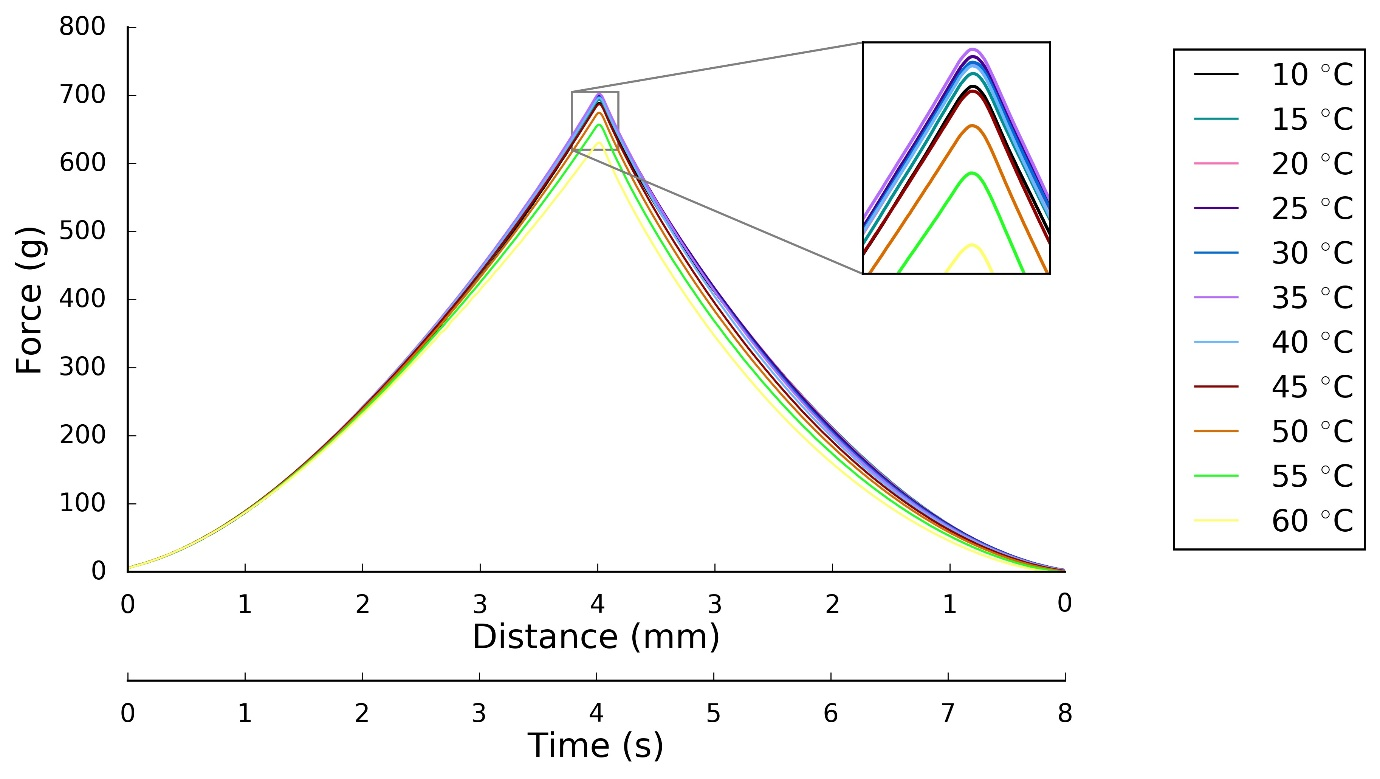 800
700
600
500
400
300
200
100
0
Force (g)
0 1 2 3 4 3 2 1 0
Distance (mm)
0 1 2 3 4 5 6 7 8
Time (s)
10 °C
15 °C
20 °C
25 °C
30 °C
35 °C
40 °C
45 °C
50 °C
55 °C
60 °C